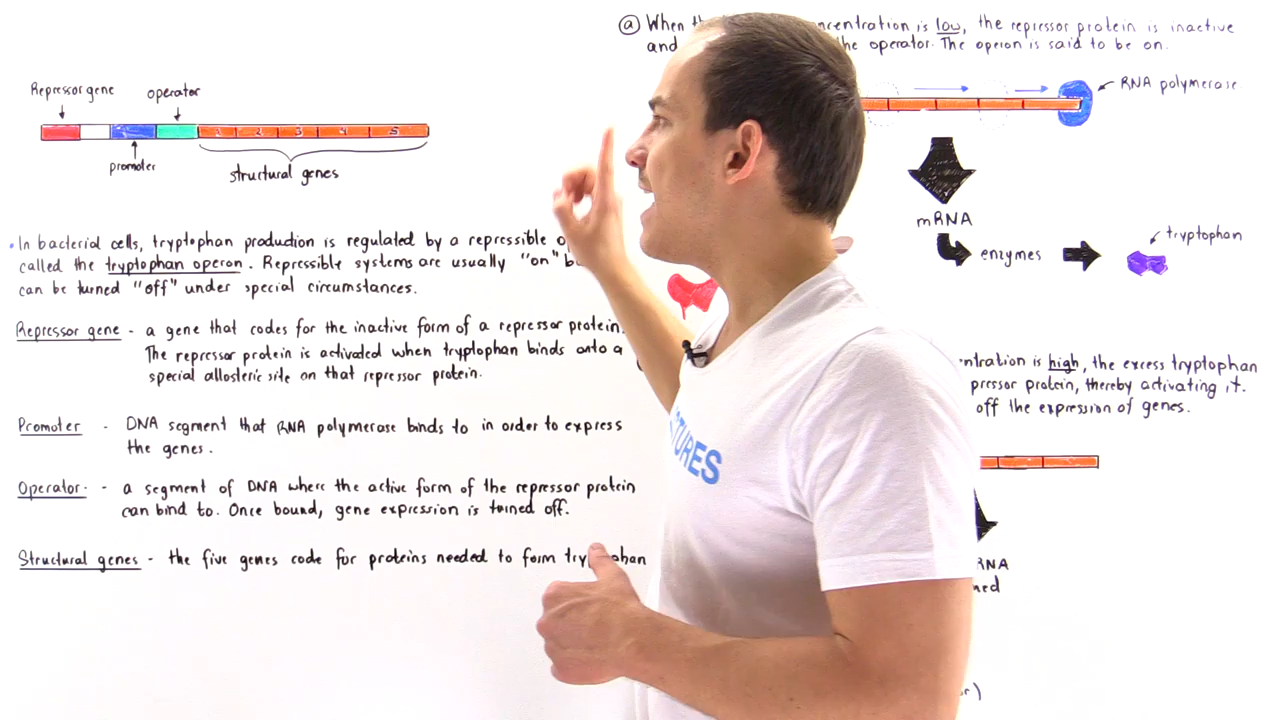 Repressor gene
operator
promoter
structural genes
1 2 3 4 5
• In bacterial cells, tryptophan production is regulated by a repressible
called the tryptophan operon. Repressible systems are usually "on"
can be turned "off" under special circumstances.
Repressor gene - a gene that codes for the inactive form of a repressor protein.
The repressor protein is activated when tryptophan binds onto a
special allosteric site on that repressor protein.
Promoter - DNA segment that RNA polymerase binds to in order to express
the genes.
Operator - a segment of DNA where the active form of the repressor protein
can bind to. Once bound, gene expression is turned off.
Structural genes - the five genes code for proteins needed to form
ⓐ When concentration is low, the repressor protein is inactive
and the operator. The operon is said to be on.
RNA polymerase
mRNA
enzymes
tryptophan
is high, the excess tryptophan
protein, thereby activating it.
off the expression of genes.
CTURES